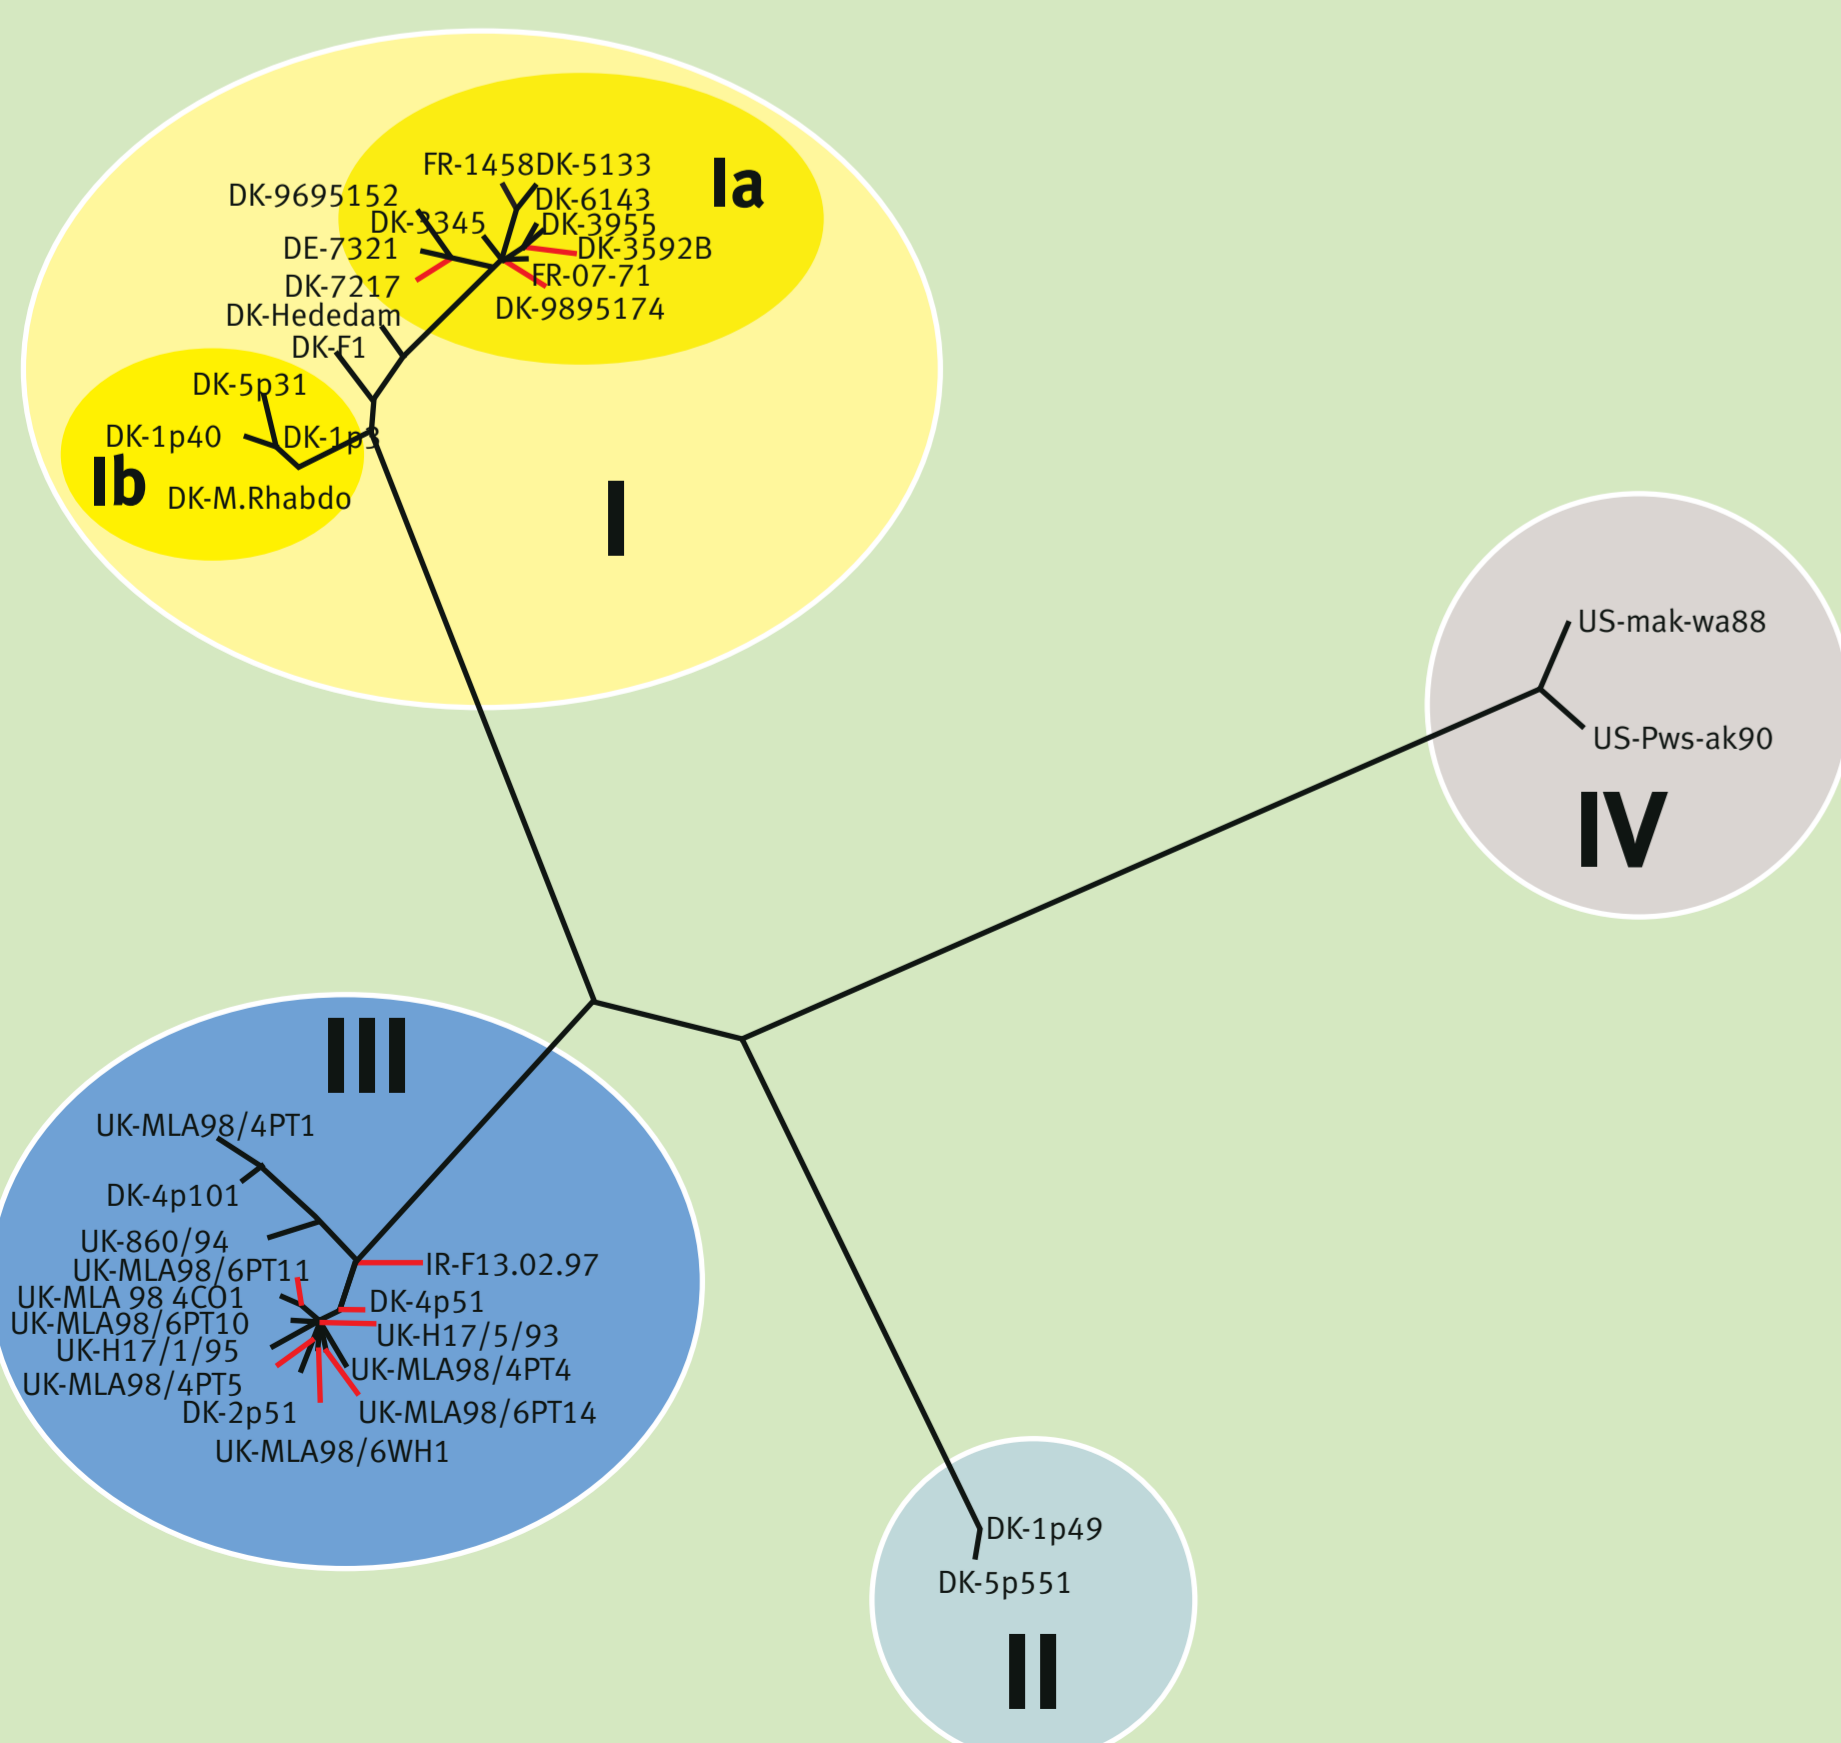 FR-1458
DK-5133
Ia
DK-9695152
DK-6143
DK-3345
DK-3955
DE-7321
DK-3592B
DK-7217
FR-07-71
DK-Hededam
DK-9895174
DK-F1
DK-5p31
DK-1p40
DK-1p3
Ib
DK-M.Rhabdo
I
US-mak-wa88
US-Pws-ak90
IV
III
UK-MLA98/4PT1
DK-4p101
UK-860/94
IR-F13.02.97
UK-MLA98/6PT11
UK-MLA 98 4CO1
DK-4p51
UK-MLA98/6PT10
UK-H17/5/93
UK-H17/1/95
UK-MLA98/4PT4
UK-MLA98/4PT5
DK-2p51
UK-MLA98/6PT14
UK-MLA98/6WH1
DK-1p49
DK-5p551
II